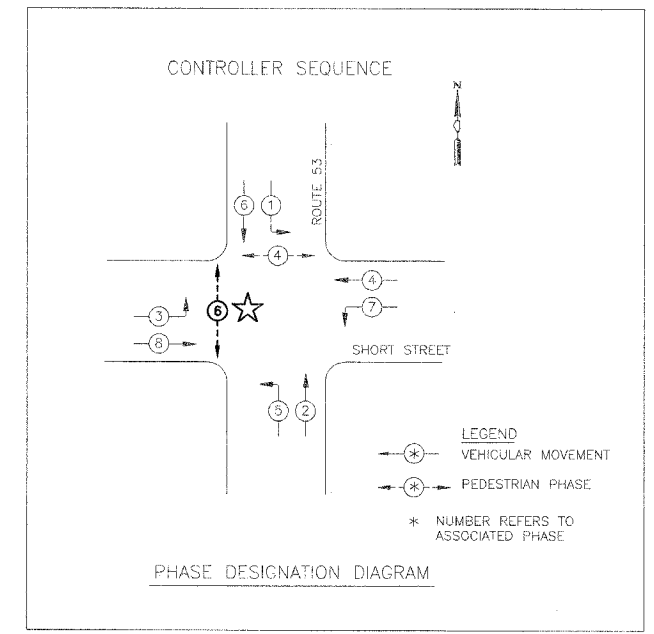 CONTROLLER SEQUENCE
N
ROUTE 53
6 1
4
4
7
6
3
8
SHORT STREET
5 2
LEGEND
* VEHICULAR MOVEMENT
* PEDESTRIAN PHASE
* NUMBER REFERS TO
ASSOCIATED PHASE
PHASE DESIGNATION DIAGRAM